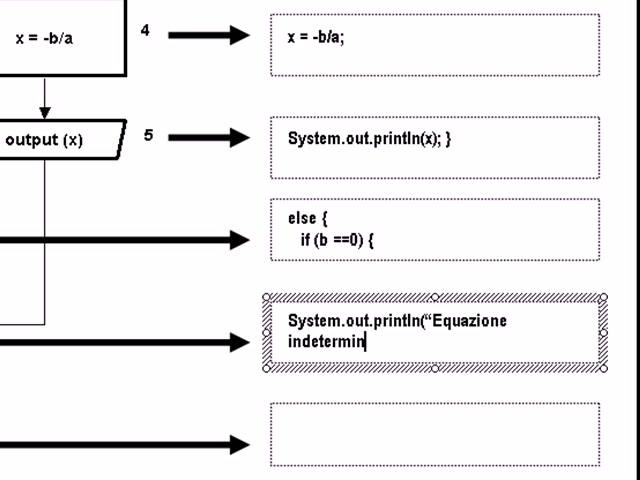 x = -b/a
4
x = -b/a;
output (x)
5
System.out.println(x); }
else {
if (b ==0) {
System.out.println(“Equazione
indetermin